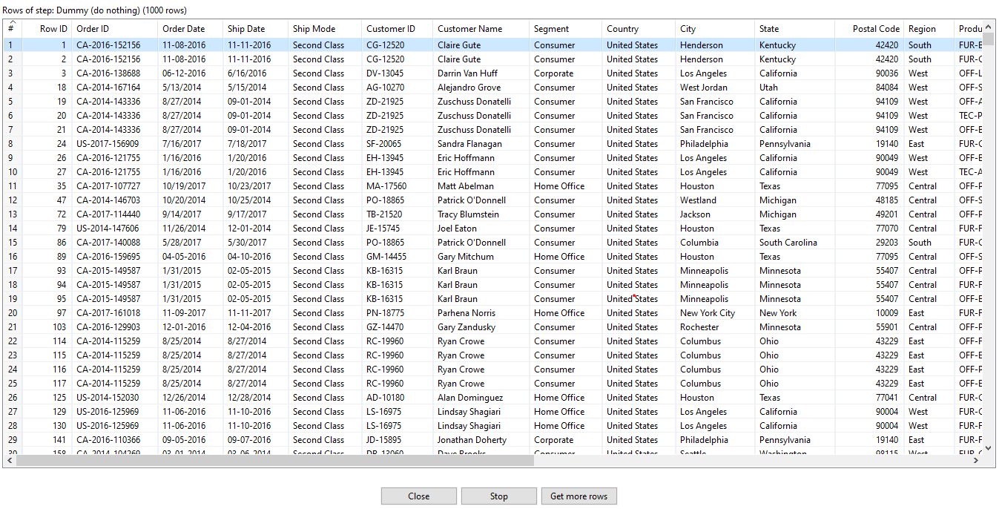 Rows of step: Dummy (do nothing) (1000 rows)
# Row ID Order ID Order Date Ship Date Ship Mode Customer ID Customer Name Segment Country City State Postal Code Region Produ
1 1 CA-2016-152156 11-08-2016 11-11-2016 Second Class CG-12520 Claire Gute Consumer United States Henderson Kentucky 42420 South FUR-E
2 2 CA-2016-152156 11-08-2016 11-11-2016 Second Class CG-12520 Claire Gute Consumer United States Henderson Kentucky 42420 South FUR-C
3 3 CA-2016-138688 06-12-2016 6/16/2016 Second Class DV-13045 Darrin Van Huff Corporate United States Los Angeles California 90036 West OFF-L
4 18 CA-2014-167164 5/13/2014 5/15/2014 Second Class AG-10270 Alejandro Grove Consumer United States West Jordan Utah 84084 West OFF-S
5 19 CA-2014-143336 8/27/2014 09-01-2014 Second Class ZD-21925 Zuschuss Donatelli Consumer United States San Francisco California 94109 West OFF-A
6 20 CA-2014-143336 8/27/2014 09-01-2014 Second Class ZD-21925 Zuschuss Donatelli Consumer United States San Francisco California 94109 West TEC-P
7 21 CA-2014-143336 8/27/2014 09-01-2014 Second Class ZD-21925 Zuschuss Donatelli Consumer United States San Francisco California 94109 West OFF-E
8 24 US-2017-156909 7/16/2017 7/18/2017 Second Class SF-20065 Sandra Flanagan Consumer United States Philadelphia Pennsylvania 19140 East FUR-C
9 26 CA-2016-121755 1/16/2016 1/20/2016 Second Class EH-13945 Eric Hoffmann Consumer United States Los Angeles California 90049 West OFF-E
10 27 CA-2016-121755 1/16/2016 1/20/2016 Second Class EH-13945 Eric Hoffmann Consumer United States Los Angeles California 90049 West TEC-A
11 35 CA-2017-107727 10/19/2017 10/23/2017 Second Class MA-17560 Matt Abelman Home Office United States Houston Texas 77095 Central OFF-P
12 47 CA-2014-146703 10/20/2014 10/25/2014 Second Class PO-18865 Patrick O'Donnell Consumer United States Westland Michigan 48185 Central OFF-S
13 72 CA-2017-114440 9/14/2017 9/17/2017 Second Class TB-21520 Tracy Blumstein Consumer United States Jackson Michigan 49201 Central OFF-P
14 79 US-2014-147606 11/26/2014 12-01-2014 Second Class JE-15745 Joel Eaton Consumer United States Houston Texas 77070 Central FUR-F
15 86 CA-2017-140088 5/28/2017 5/30/2017 Second Class PO-18865 Patrick O'Donnell Consumer United States Columbia South Carolina 29203 South FUR-C
16 89 CA-2016-159695 04-05-2016 04-10-2016 Second Class GM-14455 Gary Mitchum Home Office United States Houston Texas 77095 Central OFF-S
17 93 CA-2015-149587 1/31/2015 02-05-2015 Second Class KB-16315 Karl Braun Consumer United States Minneapolis Minnesota 55407 Central OFF-P
18 94 CA-2015-149587 1/31/2015 02-05-2015 Second Class KB-16315 Karl Braun Consumer United States Minneapolis Minnesota 55407 Central FUR-F
19 95 CA-2015-149587 1/31/2015 02-05-2015 Second Class KB-16315 Karl Braun Consumer United States Minneapolis Minnesota 55407 Central OFF-E
20 97 CA-2017-161018 11-09-2017 11-11-2017 Second Class PN-18775 Parhena Norris Home Office United States New York City New York 10009 East FUR-F
21 103 CA-2016-129903 12-01-2016 12-04-2016 Second Class GZ-14470 Gary Zandusky Consumer United States Rochester Minnesota 55901 Central OFF-P
22 114 CA-2014-115259 8/25/2014 8/27/2014 Second Class RC-19960 Ryan Crowe Consumer United States Columbus Ohio 43229 East OFF-F
23 115 CA-2014-115259 8/25/2014 8/27/2014 Second Class RC-19960 Ryan Crowe Consumer United States Columbus Ohio 43229 East FUR-F
24 116 CA-2014-115259 8/25/2014 8/27/2014 Second Class RC-19960 Ryan Crowe Consumer United States Columbus Ohio 43229 East OFF-P
25 117 CA-2014-115259 8/25/2014 8/27/2014 Second Class RC-19960 Ryan Crowe Consumer United States Columbus Ohio 43229 East OFF-E
26 125 US-2014-152030 12/26/2014 12/28/2014 Second Class AD-10180 Alan Dominguez Home Office United States Houston Texas 77041 Central FUR-C
27 129 US-2016-125969 11-06-2016 11-10-2016 Second Class LS-16975 Lindsay Shagiari Home Office United States Los Angeles California 90004 West FUR-C
28 130 US-2016-125969 11-06-2016 11-10-2016 Second Class LS-16975 Lindsay Shagiari Home Office United States Los Angeles California 90004 West FUR-F
29 141 CA-2016-110366 09-05-2016 09-07-2016 Second Class JD-15895 Jonathan Doherty Corporate United States Philadelphia Pennsylvania 19140 East FUR-F
30 158 CA-2014-104269 03-01-2014 03-06-2014 Second Class DB-13060 Dave Brooks Consumer United States Seattle Washington 98115 West FUR-C
Close Stop Get more rows